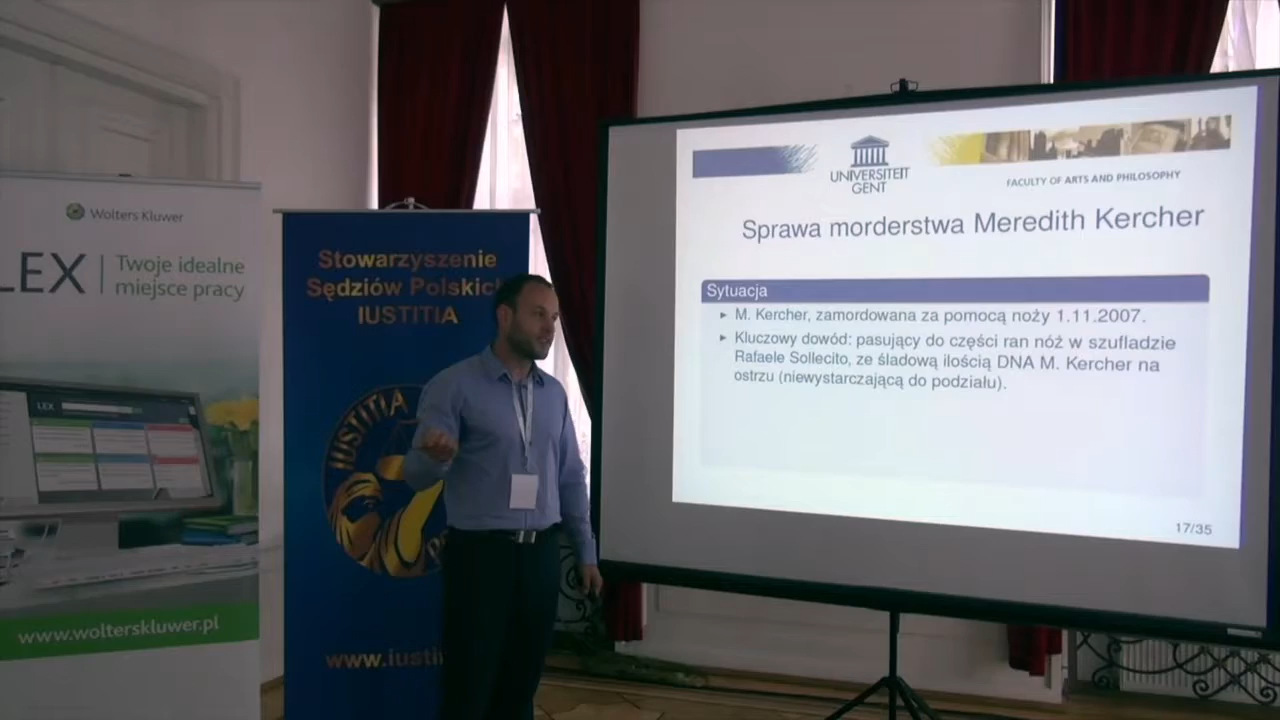 Wolters Kluwer
LEX
Twoje idealne
miejsce pracy
LEX
www.wolterskluwer.pl
Stowarzyszenie
Sędziów Polskich
IUSTITIA
IUSTITIA
www.iusti
UNIVERSITEIT
GENT
FACULTY OF ARTS AND PHILOSOPHY
Sprawa morderstwa Meredith Kercher
Sytuacja
▸ M. Kercher, zamordowana za pomocą noży 1.11.2007.
▸ Kluczowy dowód: pasujący do części ran nóż w szufladzie
Rafaele Sollecito, ze śladową ilością DNA M. Kercher na
ostrzu (niewystarczającą do podziału).
17/35